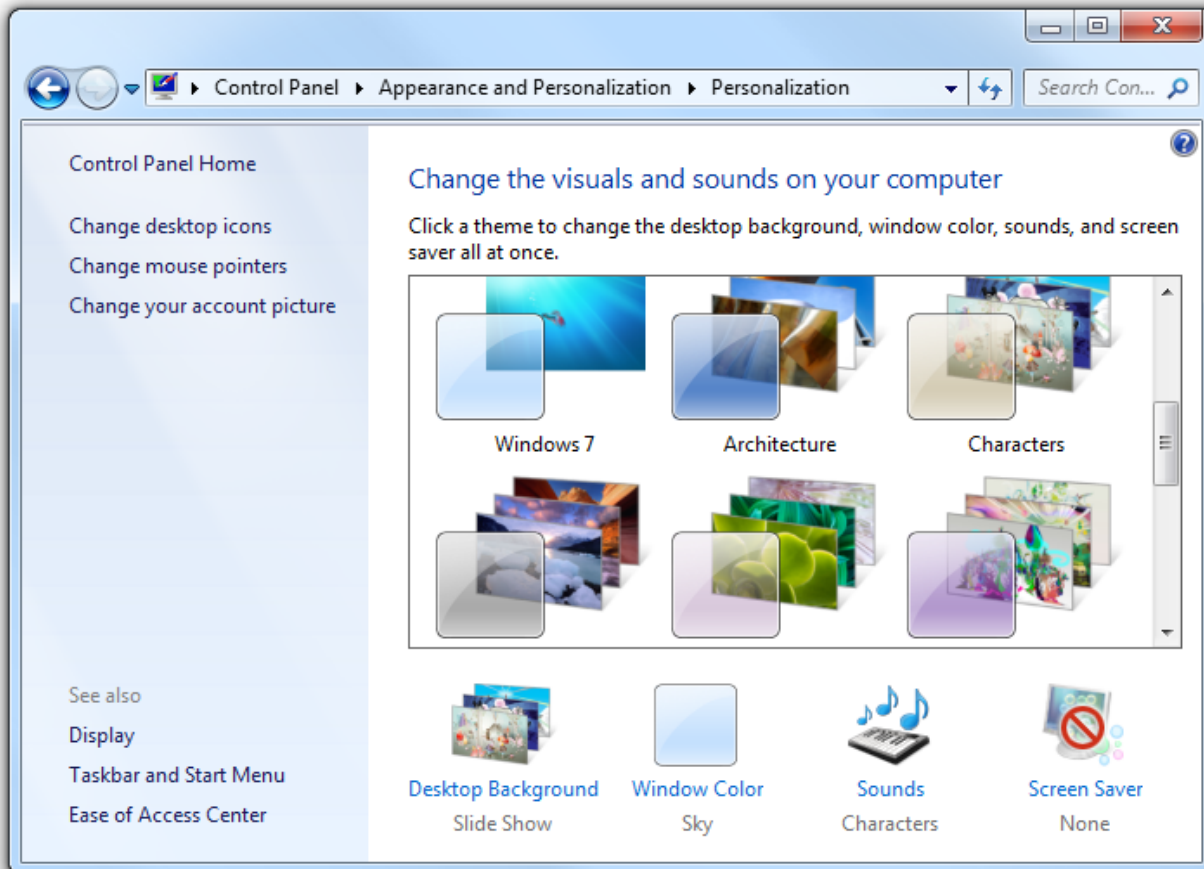 Control Panel Appearance and Personalization Personalization
Search Con...
Control Panel Home
Change desktop icons
Change mouse pointers
Change your account picture
See also
Display
Taskbar and Start Menu
Ease of Access Center
Change the visuals and sounds on your computer
Click a theme to change the desktop background, window color, sounds, and screen
saver all at once.
Windows 7 Architecture Characters
Desktop Background Window Color Sounds Screen Saver
Slide Show Sky Characters None